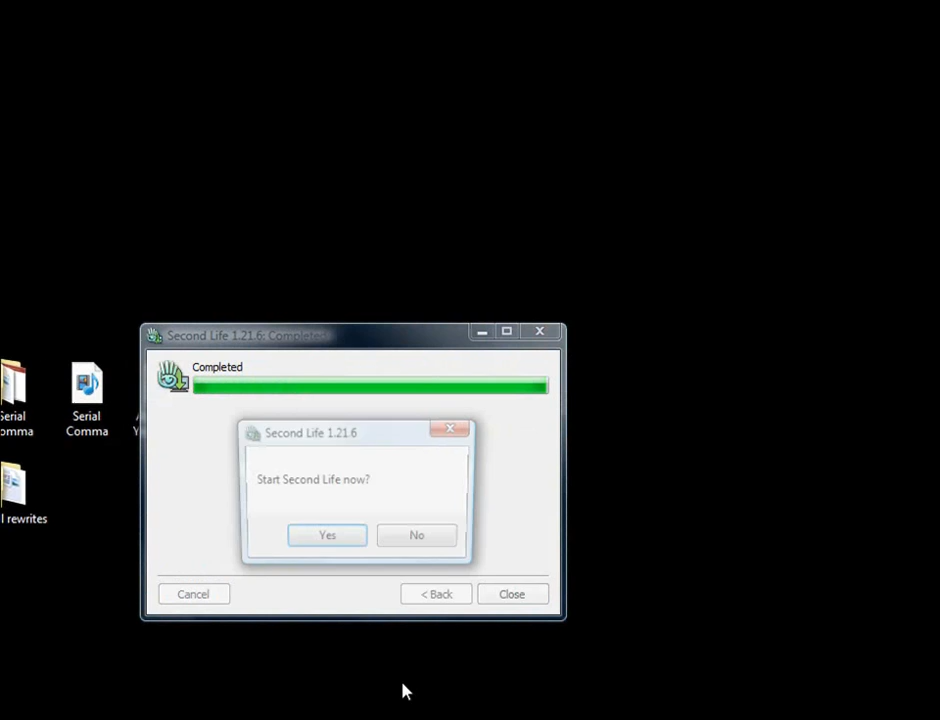 Second Life 1.21.6: Completed
Completed
Serial
omma
Serial
Comma
Y
Second Life 1.21.6
Start Second Life now?
Yes
No
l rewrites
Cancel
< Back
Close